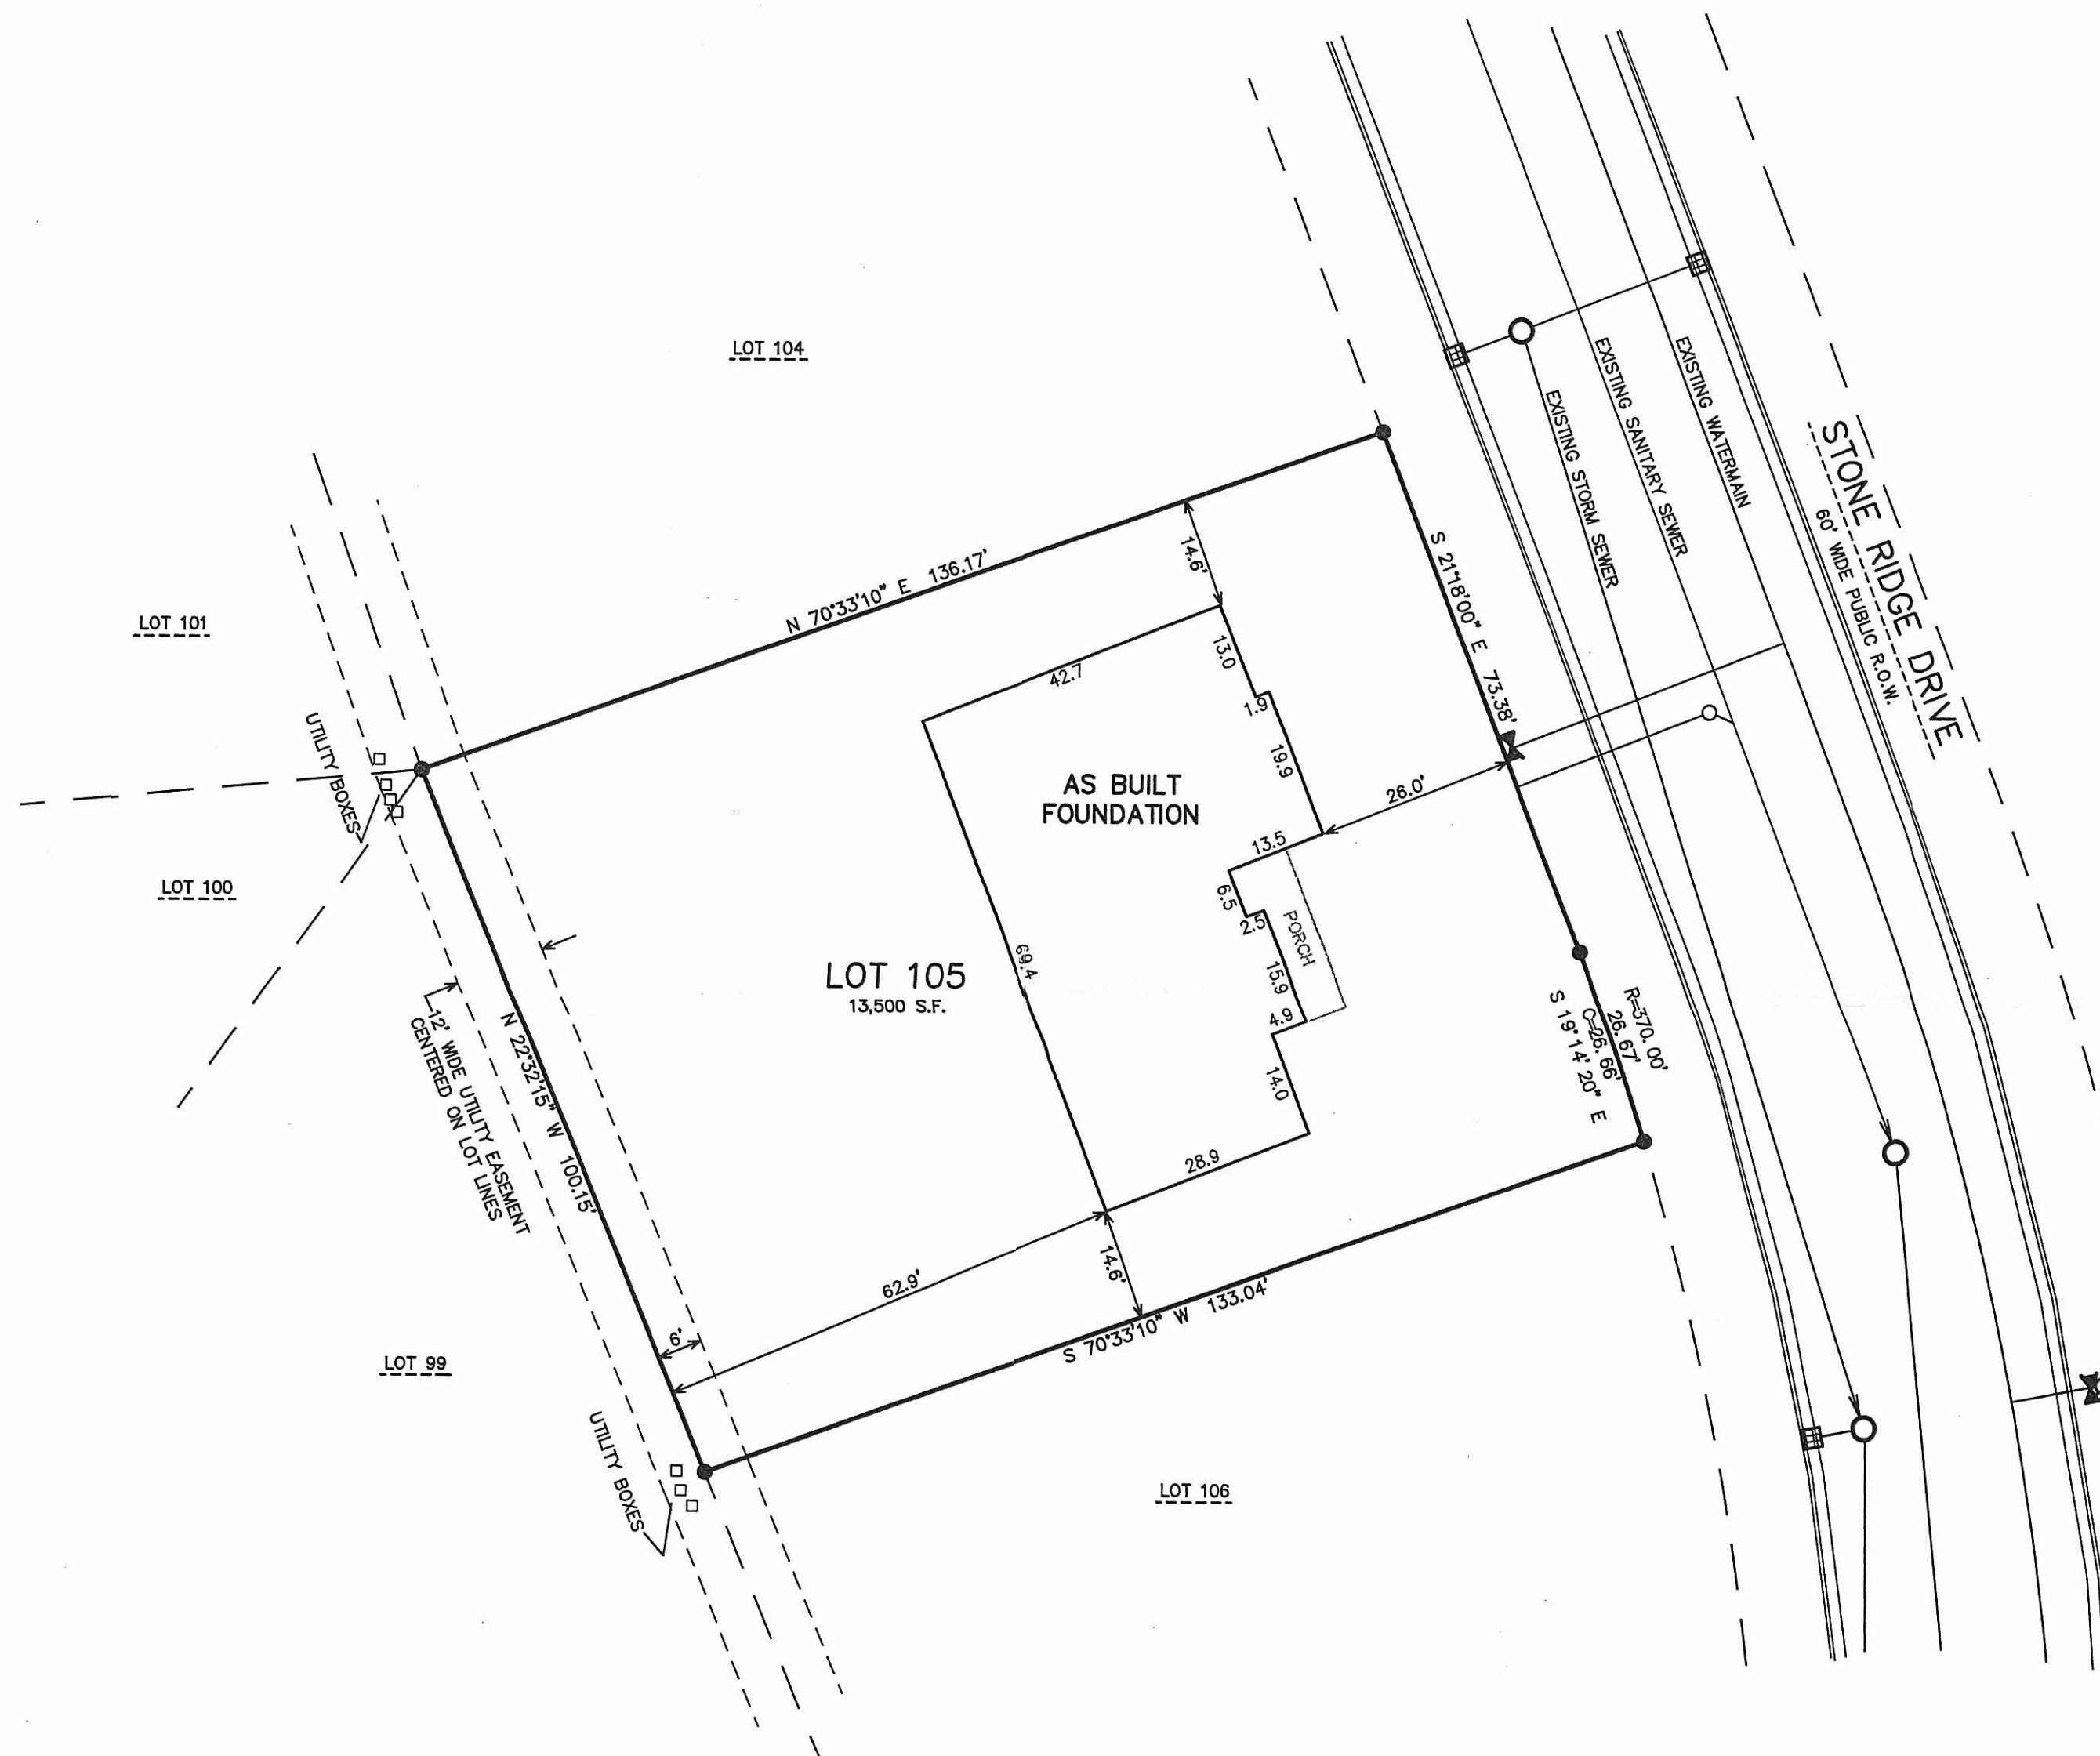 LOT 104
EXISTING STORM SEWER
EXISTING SANITARY SEWER
EXISTING WATERMAIN
STONE RIDGE DRIVE
60' WIDE PUBLIC R.O.W.
LOT 101
N 70°33'10" E 136.17'
14.6'
S 21°18'00" E 73.38'
UTILITY BOXES
42.7
13.0
1.9
19.9
AS BUILT
FOUNDATION
26.0'
13.5
6.5
2.5
PORCH
15.9
4.9
14.0
LOT 100
69.4
LOT 105
13,500 S.F.
R=370.00'
26.67'
C=26.66'
S 19°14'20" E
12' WIDE UTILITY EASEMENT
CENTERED ON LOT LINES
N 22°32'15" W 100.15'
28.9
14.6'
62.9'
6'
S 70°33'10" W 133.04'
LOT 99
UTILITY BOXES
LOT 106